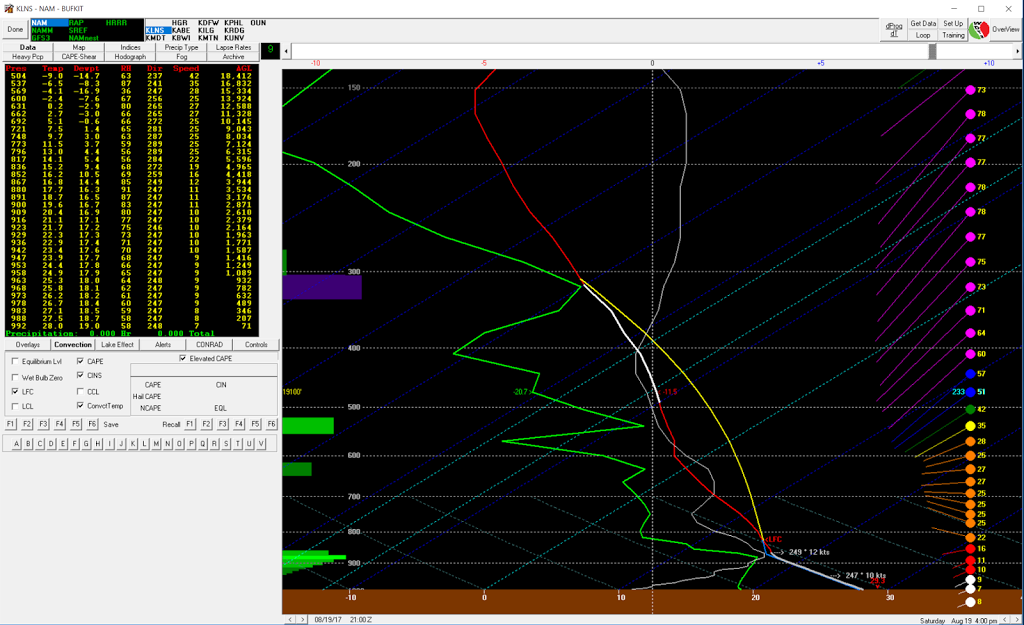 KLNS - NAM - BUFKIT
Done
NAM RAP HRRR
NAMM SREF
GFS3 NAMnest
HGR KDFW KPHL OUN
KLNS KABE KILG KRDG
KMDT KBWI KMTN KUNV
dProg dT
Get Data Set Up
Loop Training
OverView
Data Map Indices Precip Type Lapse Rates
Heavy Pop CAPE-Shear Hodograph Fog Archive
9
Pres Temp Dewpt RH Dir Speed AGL
504 -9.0 -14.7 63 237 42 18,412
537 -6.5 -8.3 87 241 35 16,832
569 -4.1 -16.9 36 247 28 15,334
600 -2.4 -7.6 67 256 25 13,924
631 0.2 -2.9 80 265 27 12,588
662 2.7 -3.0 66 265 27 11,328
692 5.1 -0.6 66 272 25 10,145
721 7.5 1.4 65 281 25 9,043
748 9.7 3.0 63 287 25 8,034
773 11.5 3.7 59 289 25 7,124
796 13.0 4.4 56 289 25 6,315
817 14.1 5.4 56 284 22 5,596
836 15.2 9.4 68 272 19 4,965
852 16.2 10.5 69 259 16 4,418
867 16.8 14.4 85 249 12 3,944
880 17.7 16.3 91 247 11 3,534
891 18.7 16.5 87 247 11 3,176
900 19.6 16.7 83 247 11 2,871
909 20.4 16.9 80 247 10 2,610
916 21.1 17.1 77 247 10 2,379
923 21.7 17.2 75 246 10 2,164
929 22.3 17.3 73 247 10 1,963
936 22.9 17.4 71 247 10 1,771
942 23.4 17.6 70 247 10 1,587
947 23.9 17.7 68 247 9 1,416
953 24.4 17.8 66 247 9 1,249
958 24.9 17.9 65 247 9 1,089
963 25.3 18.0 64 248 9 932
968 25.8 18.1 62 247 9 782
973 26.2 18.2 61 247 9 632
978 26.7 18.4 60 247 9 489
983 27.1 18.5 59 247 8 346
988 27.5 18.7 58 247 8 207
992 28.0 19.0 58 248 7 71
Precipitation: 0.000 Hr 0.000 Total
Overlays Convection Lake Effect Alerts CONRAD Controls
Equilibrium Lvl
CAPE
Elevated CAPE
Wet Bulb Zero
CINS
LFC
CCL
LCL
ConvctTemp
CAPE CIN
Hail CAPE
NCAPE EQL
F1 F2 F3 F4 F5 F6 Save Recall F1 F2 F3 F4 F5 F6
A B C D E F G H I J K L M N O P Q R S T U V
-10 -5 0 +5 +10
150
200
300
400
500
600
700
800
900
19100'
-20.7
-11.5
LFC
249 * 12 kts
247 * 10 kts
73
78
77
77
78
78
77
75
73
71
64
60
57
233 51
42
35
28
25
27
27
25
25
25
25
22
16
11
10
9
7
8
-10 0 10 20 30
08/19/17 21:00 Z
Saturday Aug 19 4:00 pm